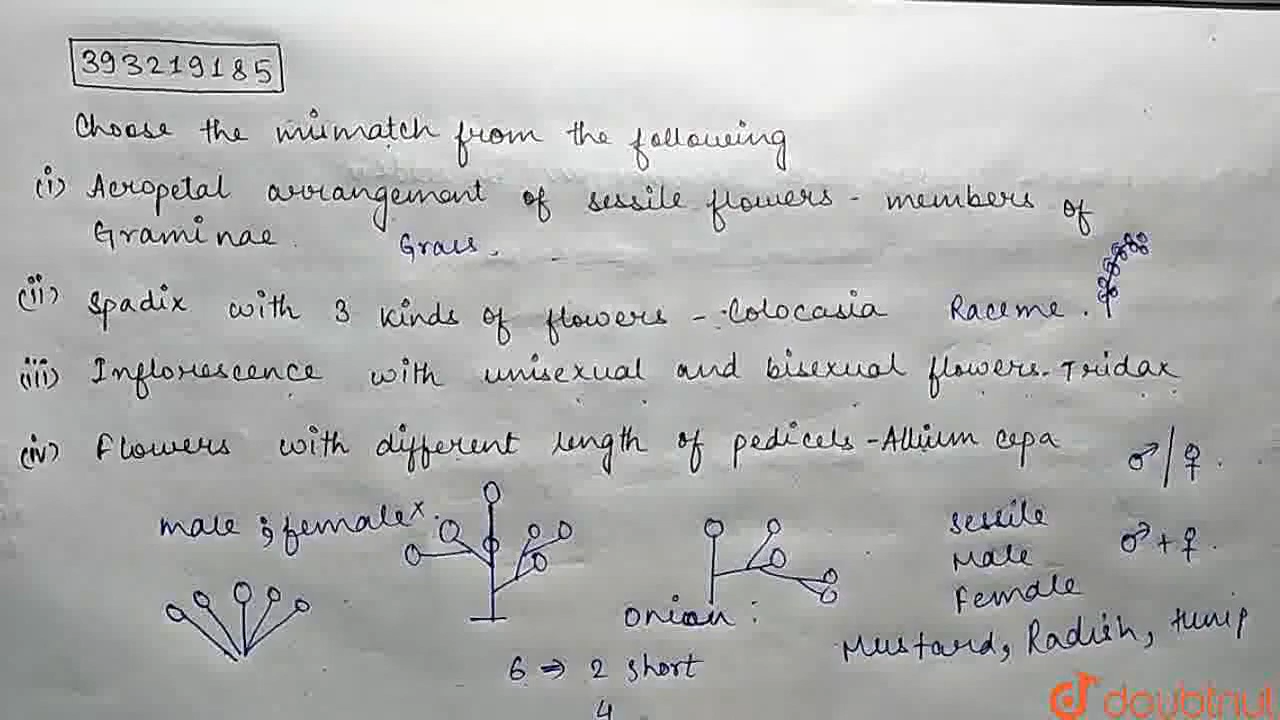 393219185
Choose the mismatch from the following
(i) Acropetal arrangement of sessile flowers - members of
Graminae. Grass.
(ii) Spadix with 3 kinds of flowers - Colocasia Raceme.
(iii) Inflorescence with unisexual and bisexual flowers - Tridax
(iv) Flowers with different length of pedicels - Allium cepa
♂/♀.
male ; female x.
sessile
Male ♂+♀.
Female
Onion :
Mustard, Radish, turnip
6 ⇒ 2 short
4
doubtnut